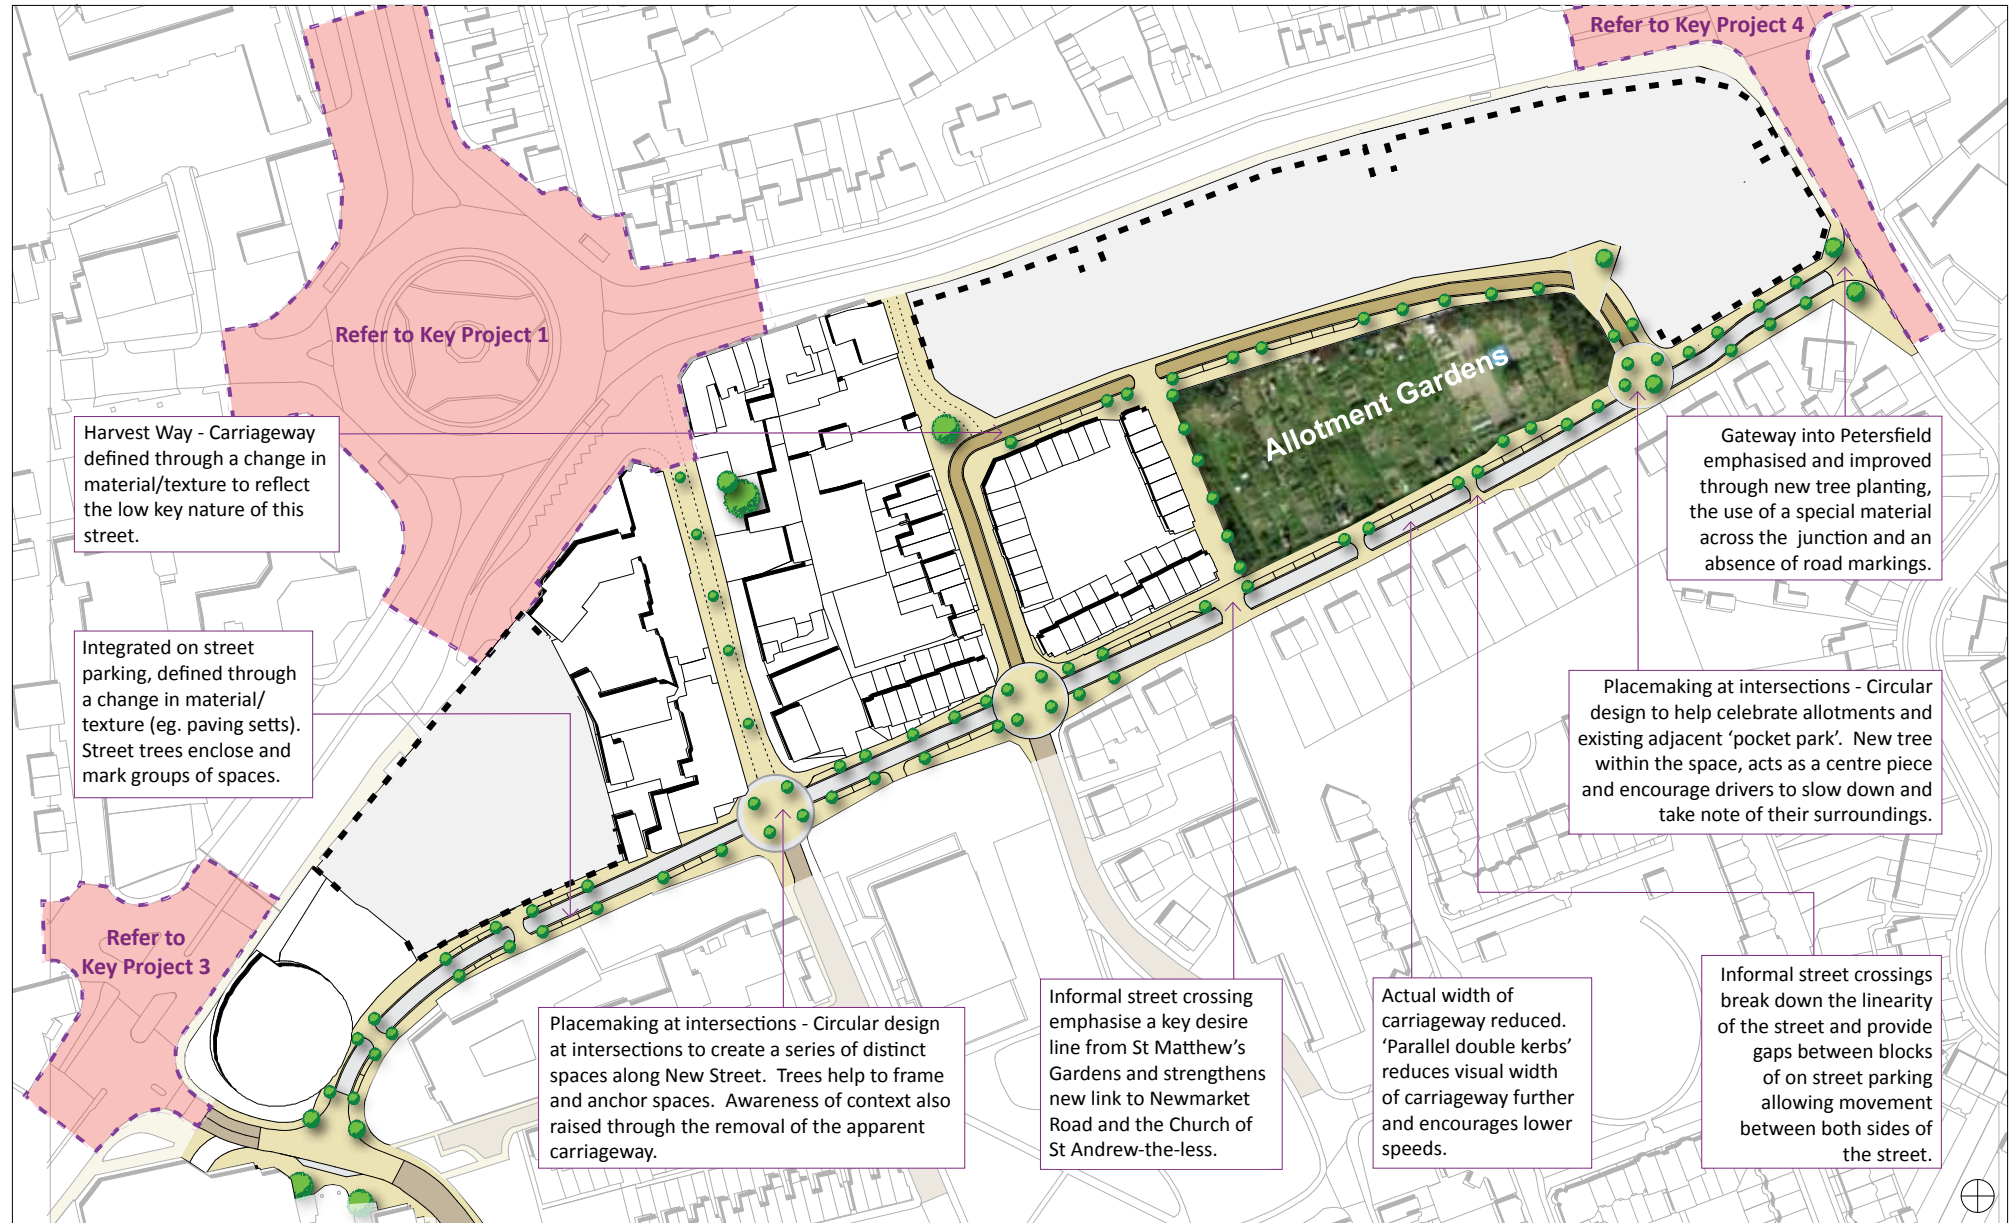 Refer to Key Project 4
Refer to Key Project 1
Allotment Gardens
Harvest Way - Carriageway
defined through a change in
material/texture to reflect
the low key nature of this
street.
Gateway into Petersfield
emphasised and improved
through new tree planting,
the use of a special material
across the junction and an
absence of road markings.
Integrated on street
parking, defined through
a change in material/
texture (eg. paving setts).
Street trees enclose and
mark groups of spaces.
Placemaking at intersections - Circular
design to help celebrate allotments and
existing adjacent ‘pocket park’. New tree
within the space, acts as a centre piece
and encourage drivers to slow down and
take note of their surroundings.
Refer to
Key Project 3
Placemaking at intersections - Circular design
at intersections to create a series of distinct
spaces along New Street. Trees help to frame
and anchor spaces. Awareness of context also
raised through the removal of the apparent
carriageway.
Informal street crossing
emphasise a key desire
line from St Matthew’s
Gardens and strengthens
new link to Newmarket
Road and the Church of
St Andrew-the-less.
Actual width of
carriageway reduced.
‘Parallel double kerbs’
reduces visual width
of carriageway further
and encourages lower
speeds.
Informal street crossings
break down the linearity
of the street and provide
gaps between blocks
of on street parking
allowing movement
between both sides of
the street.